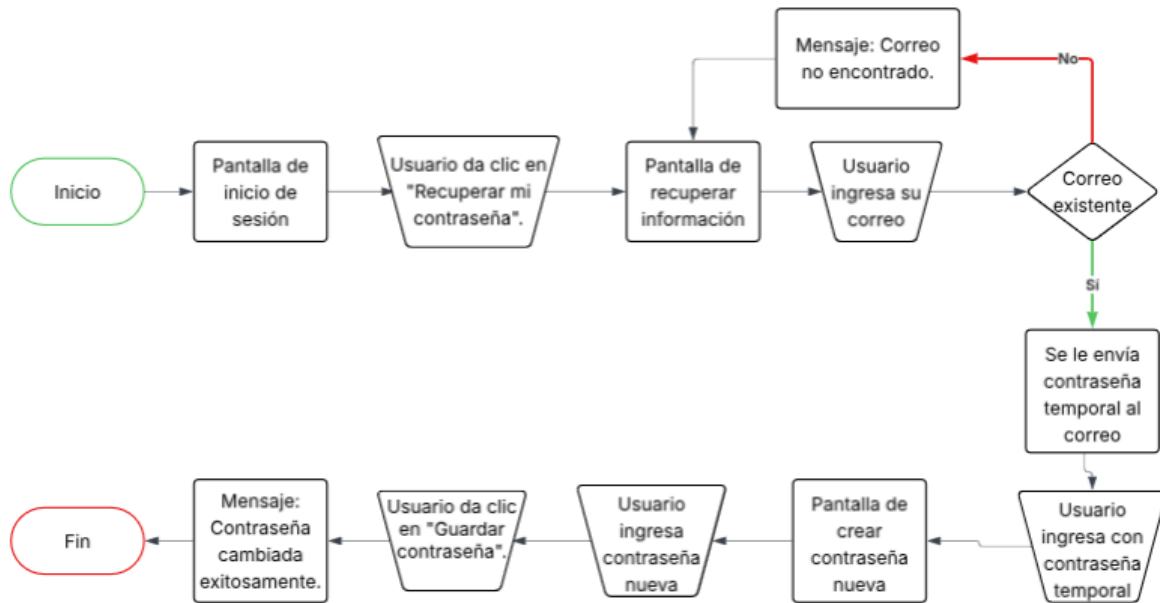 Mensaje: Correo
no encontrado.
No
Inicio
Pantalla de
inicio de
sesión
Usuario da clic en
"Recuperar mi
contraseña".
Pantalla de
recuperar
información
Usuario
ingresa su
correo
Correo
existente
Sí
Se le envía
contraseña
temporal al
correo
Usuario
ingresa con
contraseña
temporal
Pantalla de
crear
contraseña
nueva
Usuario
ingresa
contraseña
nueva
Usuario da clic
en "Guardar
contraseña".
Mensaje:
Contraseña
cambiada
exitosamente.
Fin